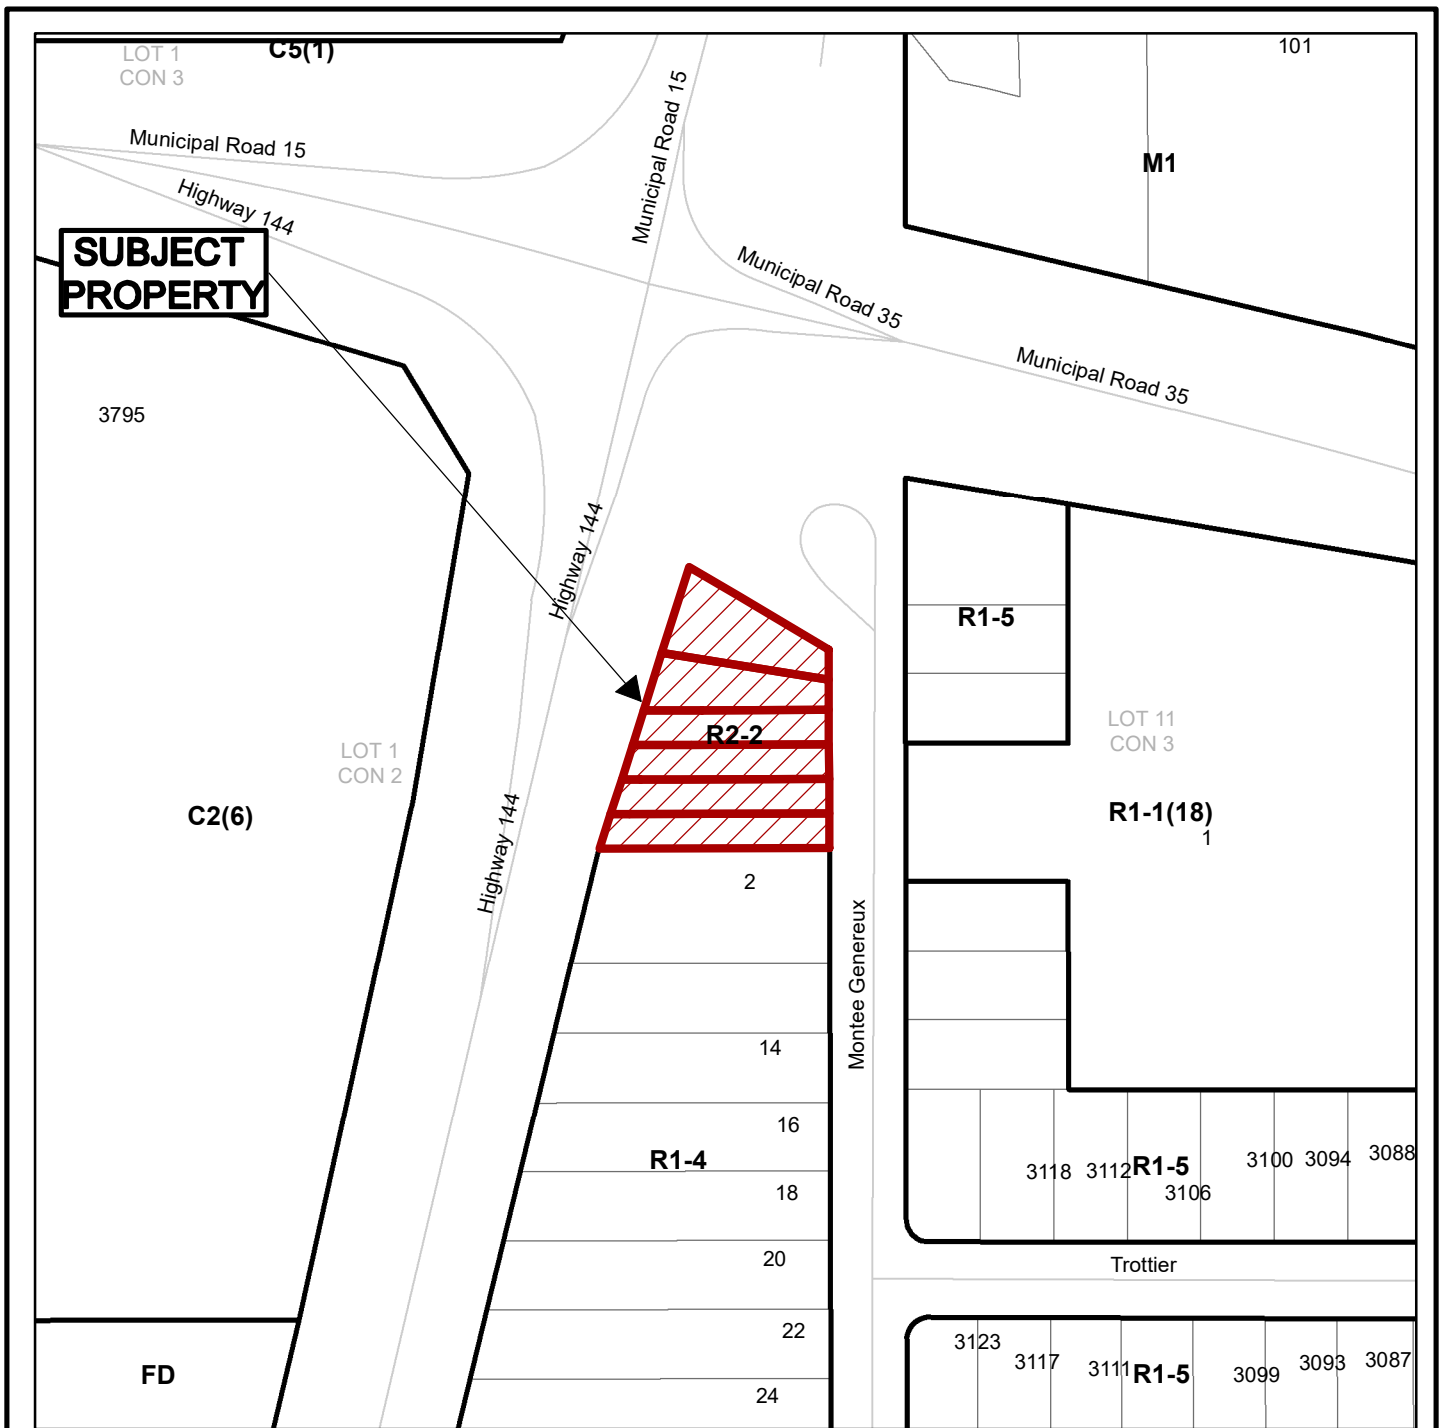 C5(1)
LOT 1
CON 3
101
Municipal Road 15
Municipal Road 15
M1
Highway 144
SUBJECT
PROPERTY
Municipal Road 35
Municipal Road 35
3795
Highway 144
R1-5
R2-2
LOT 11
CON 3
LOT 1
CON 2
C2(6)
R1-1(18)
1
Highway 144
2
Montee Genereux
14
16
R1-4
18
3118
3112
R1-5
3106
3100
3094
3088
20
Trottier
22
24
FD
3123
3117
3111
R1-5
3099
3093
3087